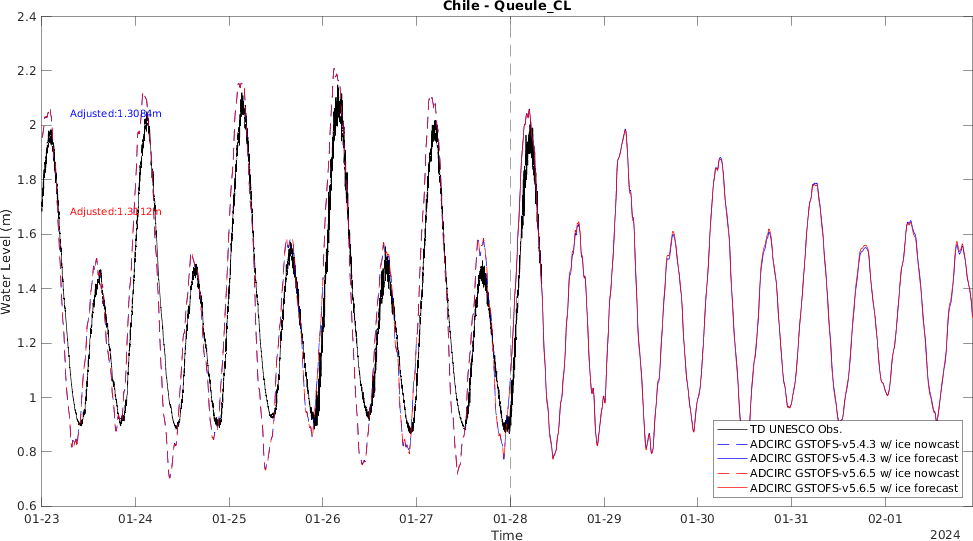 Chile - Queule_CL
2.4
2.2
2
1.8
1.6
1.4
1.2
1
0.8
0.6
Water Level (m)
Adjusted:1.3084m
Adjusted:1.3112m
TD UNESCO Obs.
ADCIRC GSTOFS-v5.4.3 w/ ice nowcast
ADCIRC GSTOFS-v5.4.3 w/ ice forecast
ADCIRC GSTOFS-v5.6.5 w/ ice nowcast
ADCIRC GSTOFS-v5.6.5 w/ ice forecast
01-23 01-24 01-25 01-26 01-27 01-28 01-29 01-30 01-31 02-01
Time
2024